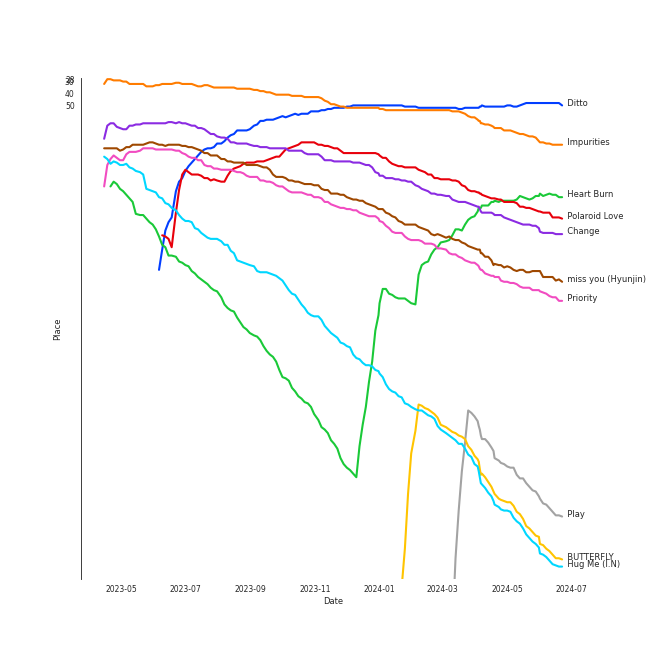 40
50
Ditto
Impurities
Heart Burn
Polaroid Love
Change
miss you (Hyunjin)
Priority
Play
BUTTERFLY
Hug Me (I.N)
Place
2023-05 2023-07 2023-09 2023-11 2024-01 2024-03 2024-05 2024-07
Date